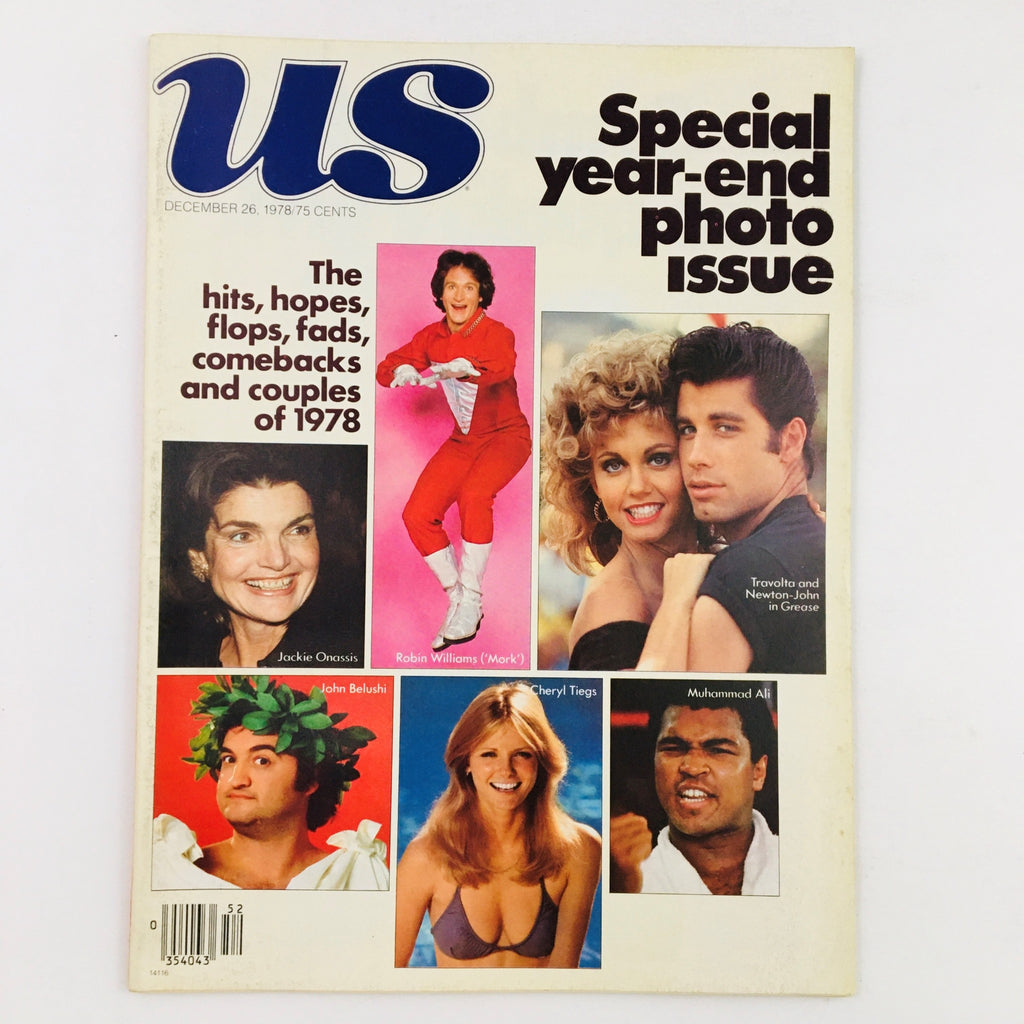 us
DECEMBER 26, 1978/75 CENTS
Special
year-end
photo
issue
The
hits, hopes,
flops, fads,
comebacks
and couples
of 1978
Jackie Onassis
Robin Williams ('Mork')
Travolta and
Newton-John
in Grease
John Belushi
Cheryl Tiegs
Muhammad Ali
52
0
354043
14116